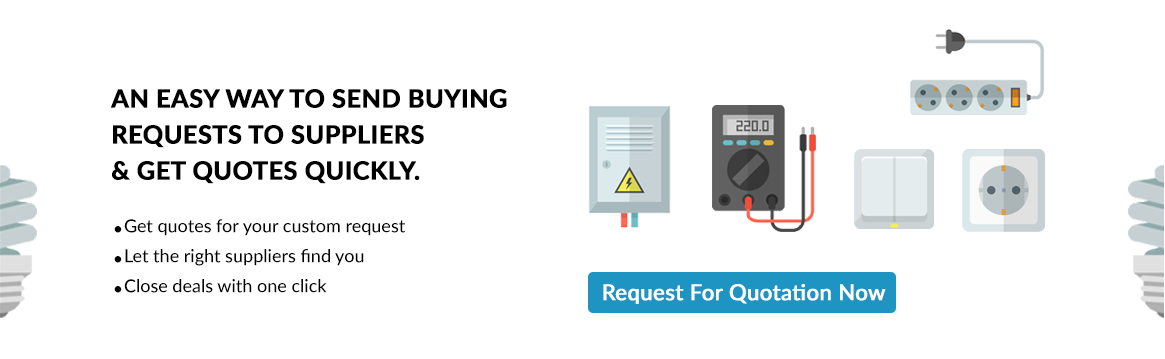 AN EASY WAY TO SEND BUYING
REQUESTS TO SUPPLIERS
& GET QUOTES QUICKLY.
•Get quotes for your custom request
•Let the right suppliers find you
•Close deals with one click
220.0
Request For Quotation Now